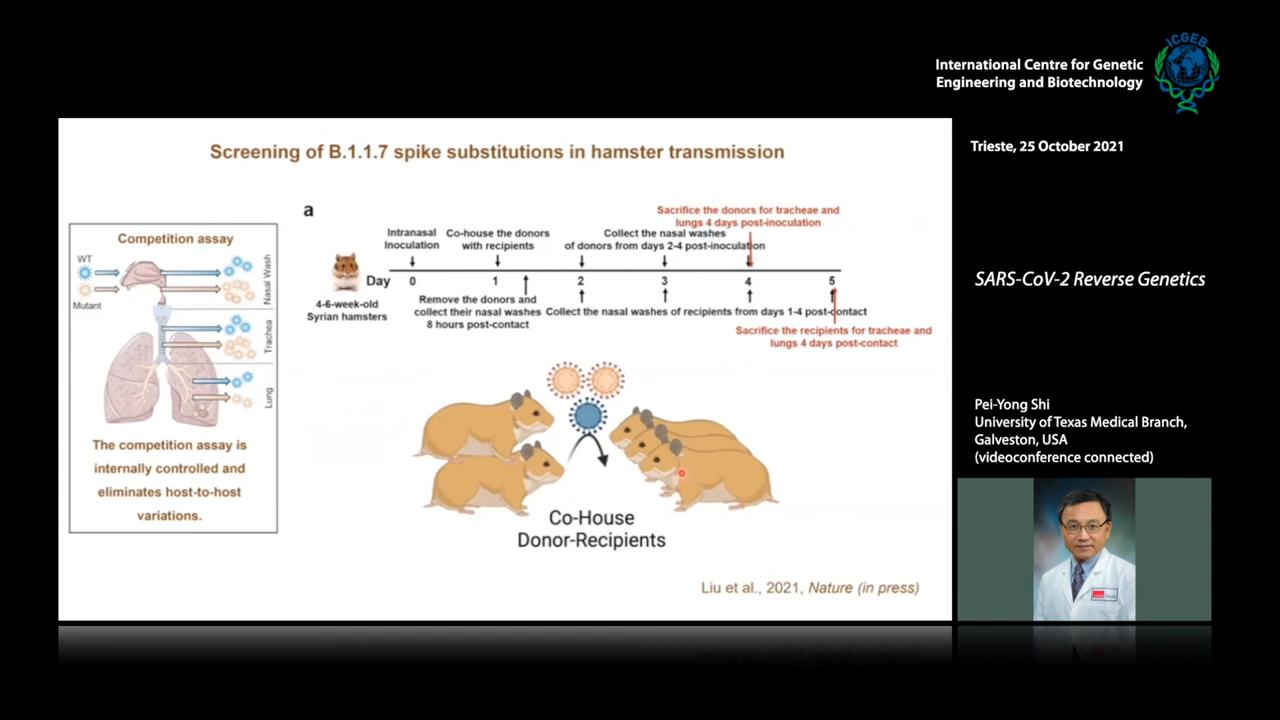 ICGEB
International Centre for Genetic
Engineering and Biotechnology
Trieste, 25 October 2021
SARS-CoV-2 Reverse Genetics
Pei-Yong Shi
University of Texas Medical Branch,
Galveston, USA
(videoconference connected)
Screening of B.1.1.7 spike substitutions in hamster transmission
Competition assay
WT
Mutant
Nasal Wash
Trachea
Lung
The competition assay is
internally controlled and
eliminates host-to-host
variations.
a
Sacrifice the donors for tracheae and
lungs 4 days post-inoculation
Intranasal
Inoculation
Co-house the donors
with recipients
Collect the nasal washes
of donors from days 2-4 post-inoculation
Day 0 1 2 3 4 5
4-6-week-old
Syrian hamsters
Remove the donors and
collect their nasal washes
8 hours post-contact
Collect the nasal washes of recipients from days 1-4 post-contact
Sacrifice the recipients for tracheae and
lungs 4 days post-contact
Co-House
Donor-Recipients
Liu et al., 2021, Nature (in press)